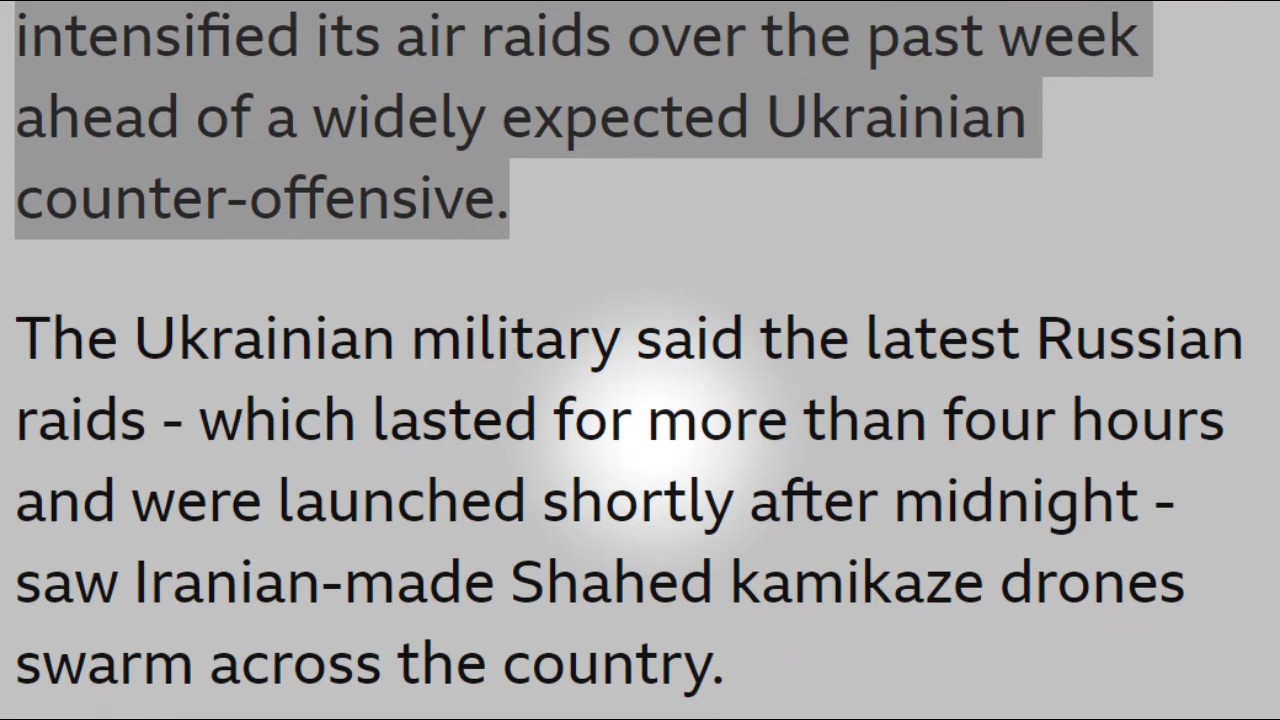 intensified its air raids over the past week
ahead of a widely expected Ukrainian
counter-offensive.
The Ukrainian military said the latest Russian
raids - which lasted for more than four hours
and were launched shortly after midnight -
saw Iranian-made Shahed kamikaze drones
swarm across the country.